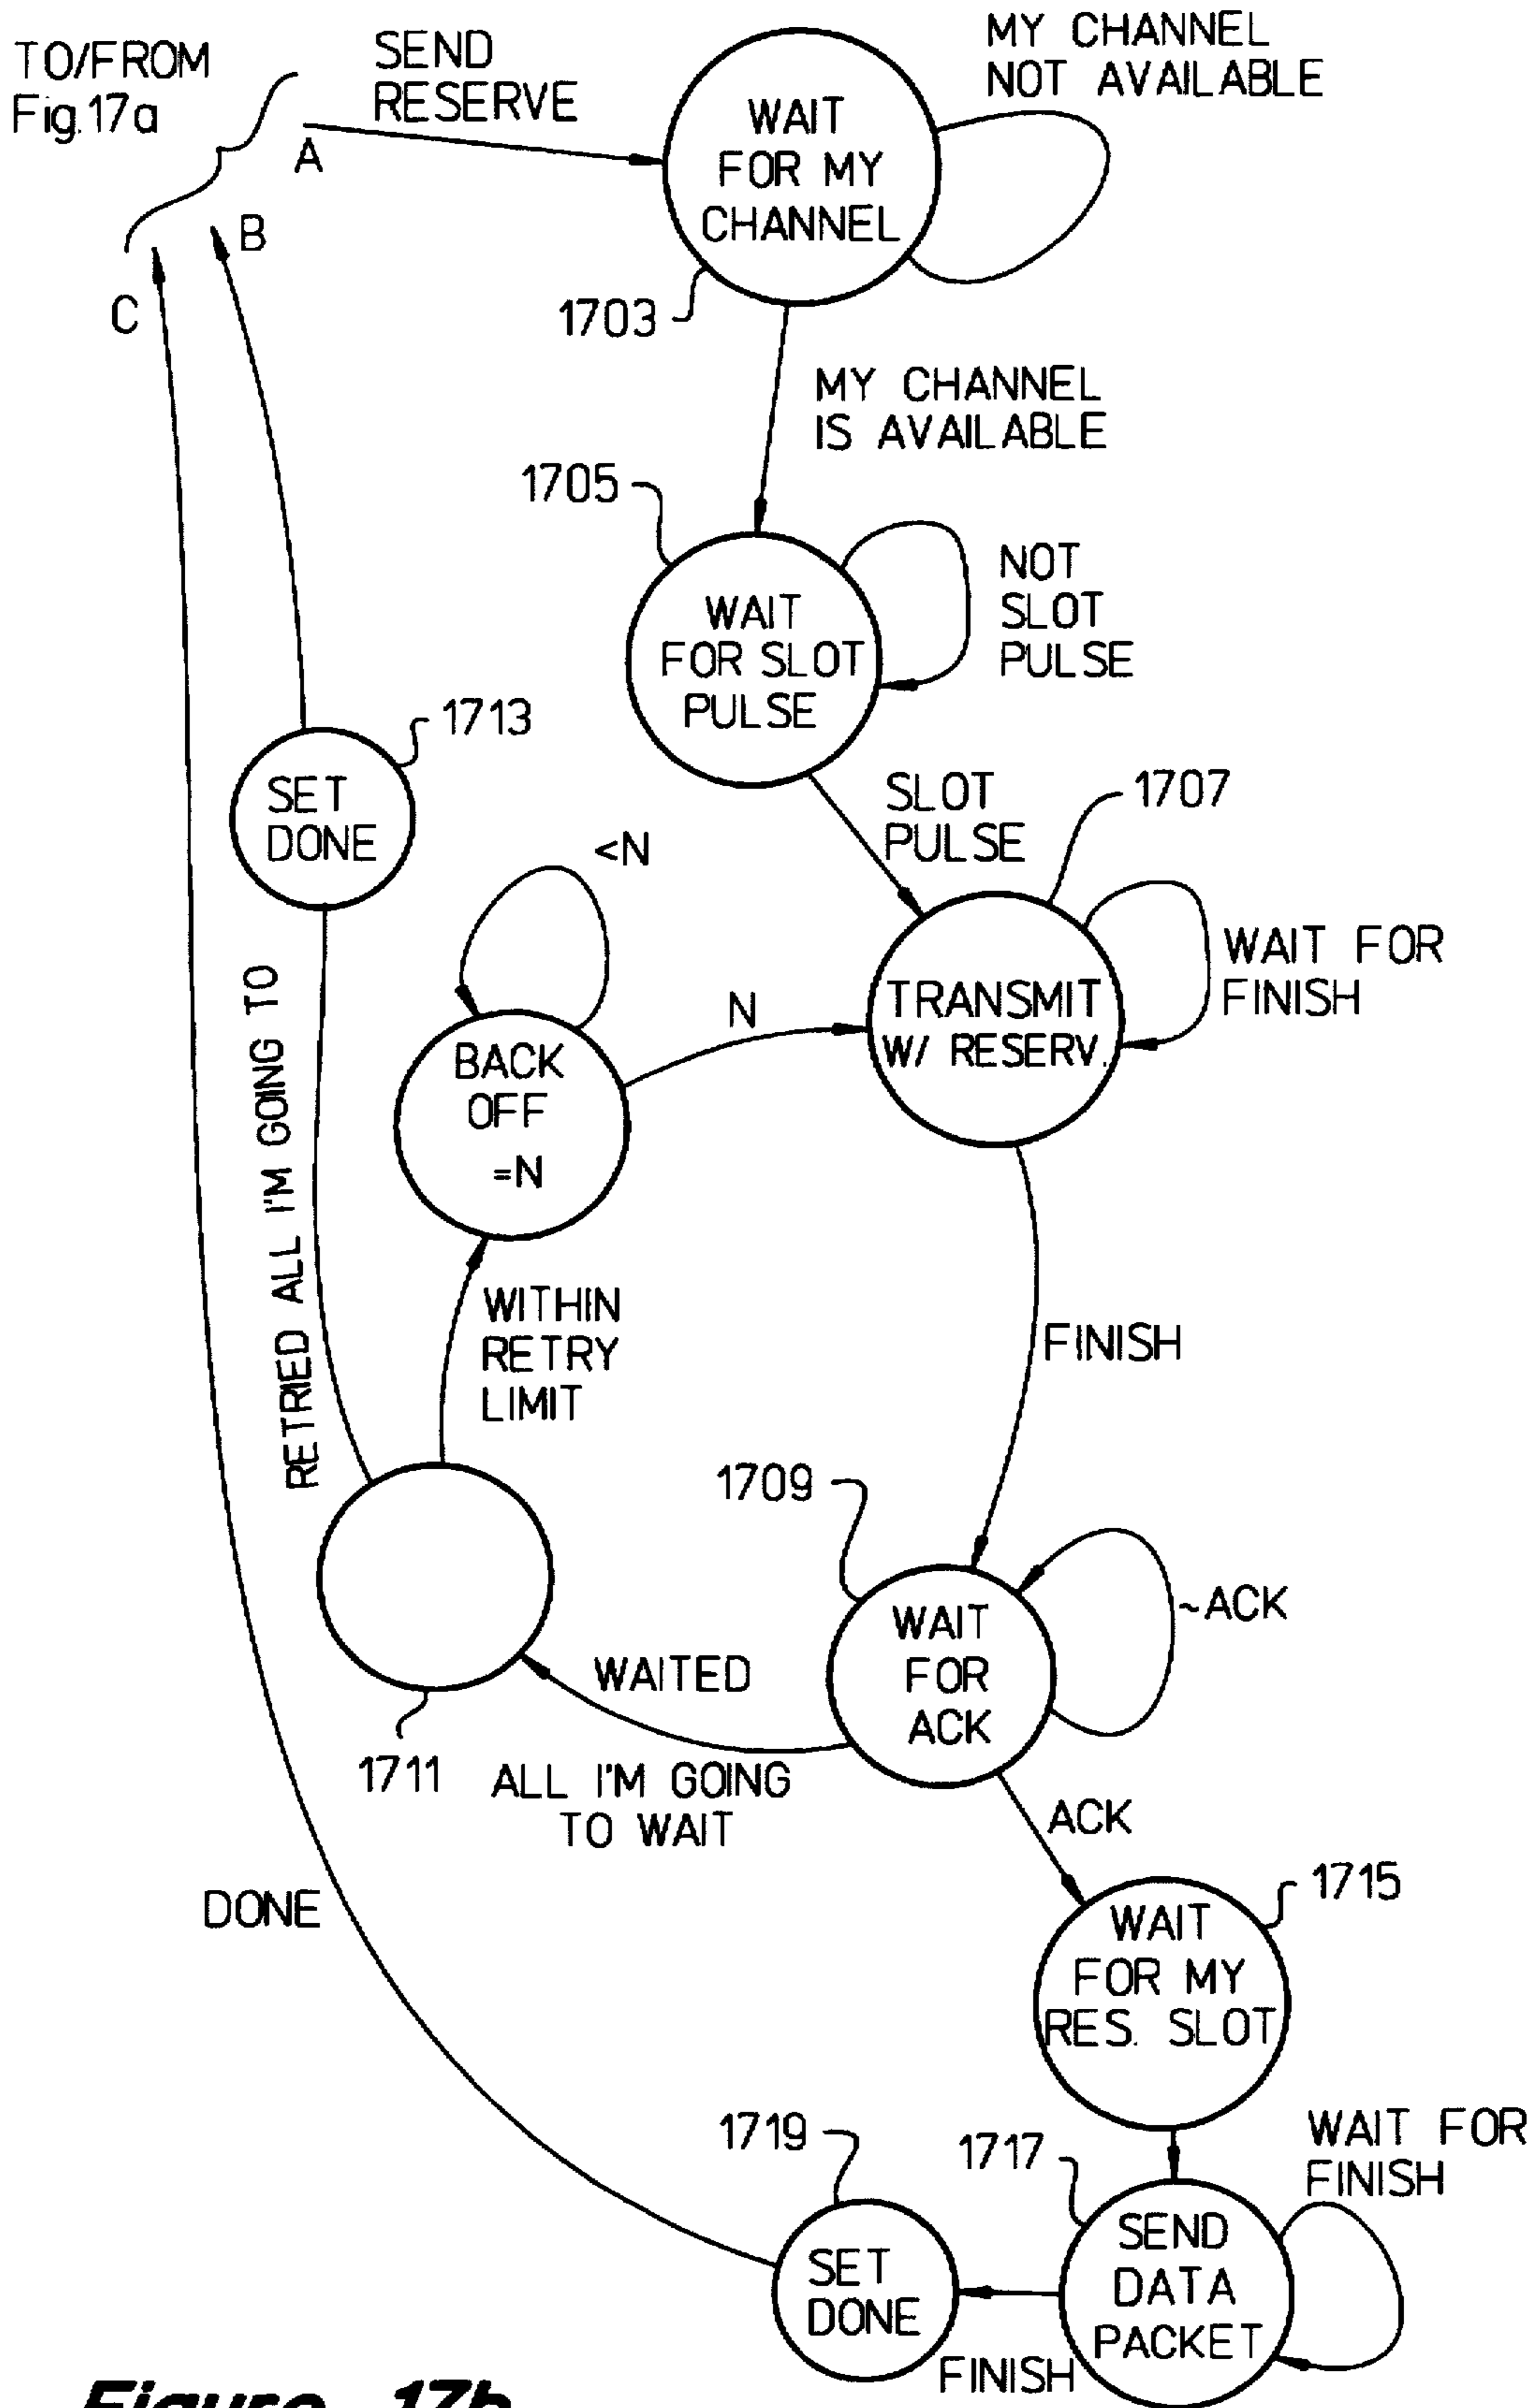 TO/FROM
Fig.17a
SEND
RESERVE
A
B
C
MY CHANNEL
NOT AVAILABLE
WAIT
FOR MY
CHANNEL
1703
MY CHANNEL
IS AVAILABLE
1705
WAIT
FOR SLOT
PULSE
NOT
SLOT
PULSE
1713
SET
DONE
SLOT
PULSE
1707
<N
TRANSMIT
W/ RESERV.
WAIT FOR
FINISH
N
BACK
OFF
=N
RETRIED ALL I'M GOING TO
WITHIN
RETRY
LIMIT
FINISH
1709
WAIT
FOR
ACK
~ACK
WAITED
ALL I'M GOING
TO WAIT
1711
ACK
DONE
1715
WAIT
FOR MY
RES. SLOT
1719
1717
WAIT FOR
FINISH
SET
DONE
SEND
DATA
PACKET
FINISH
Figure 17b